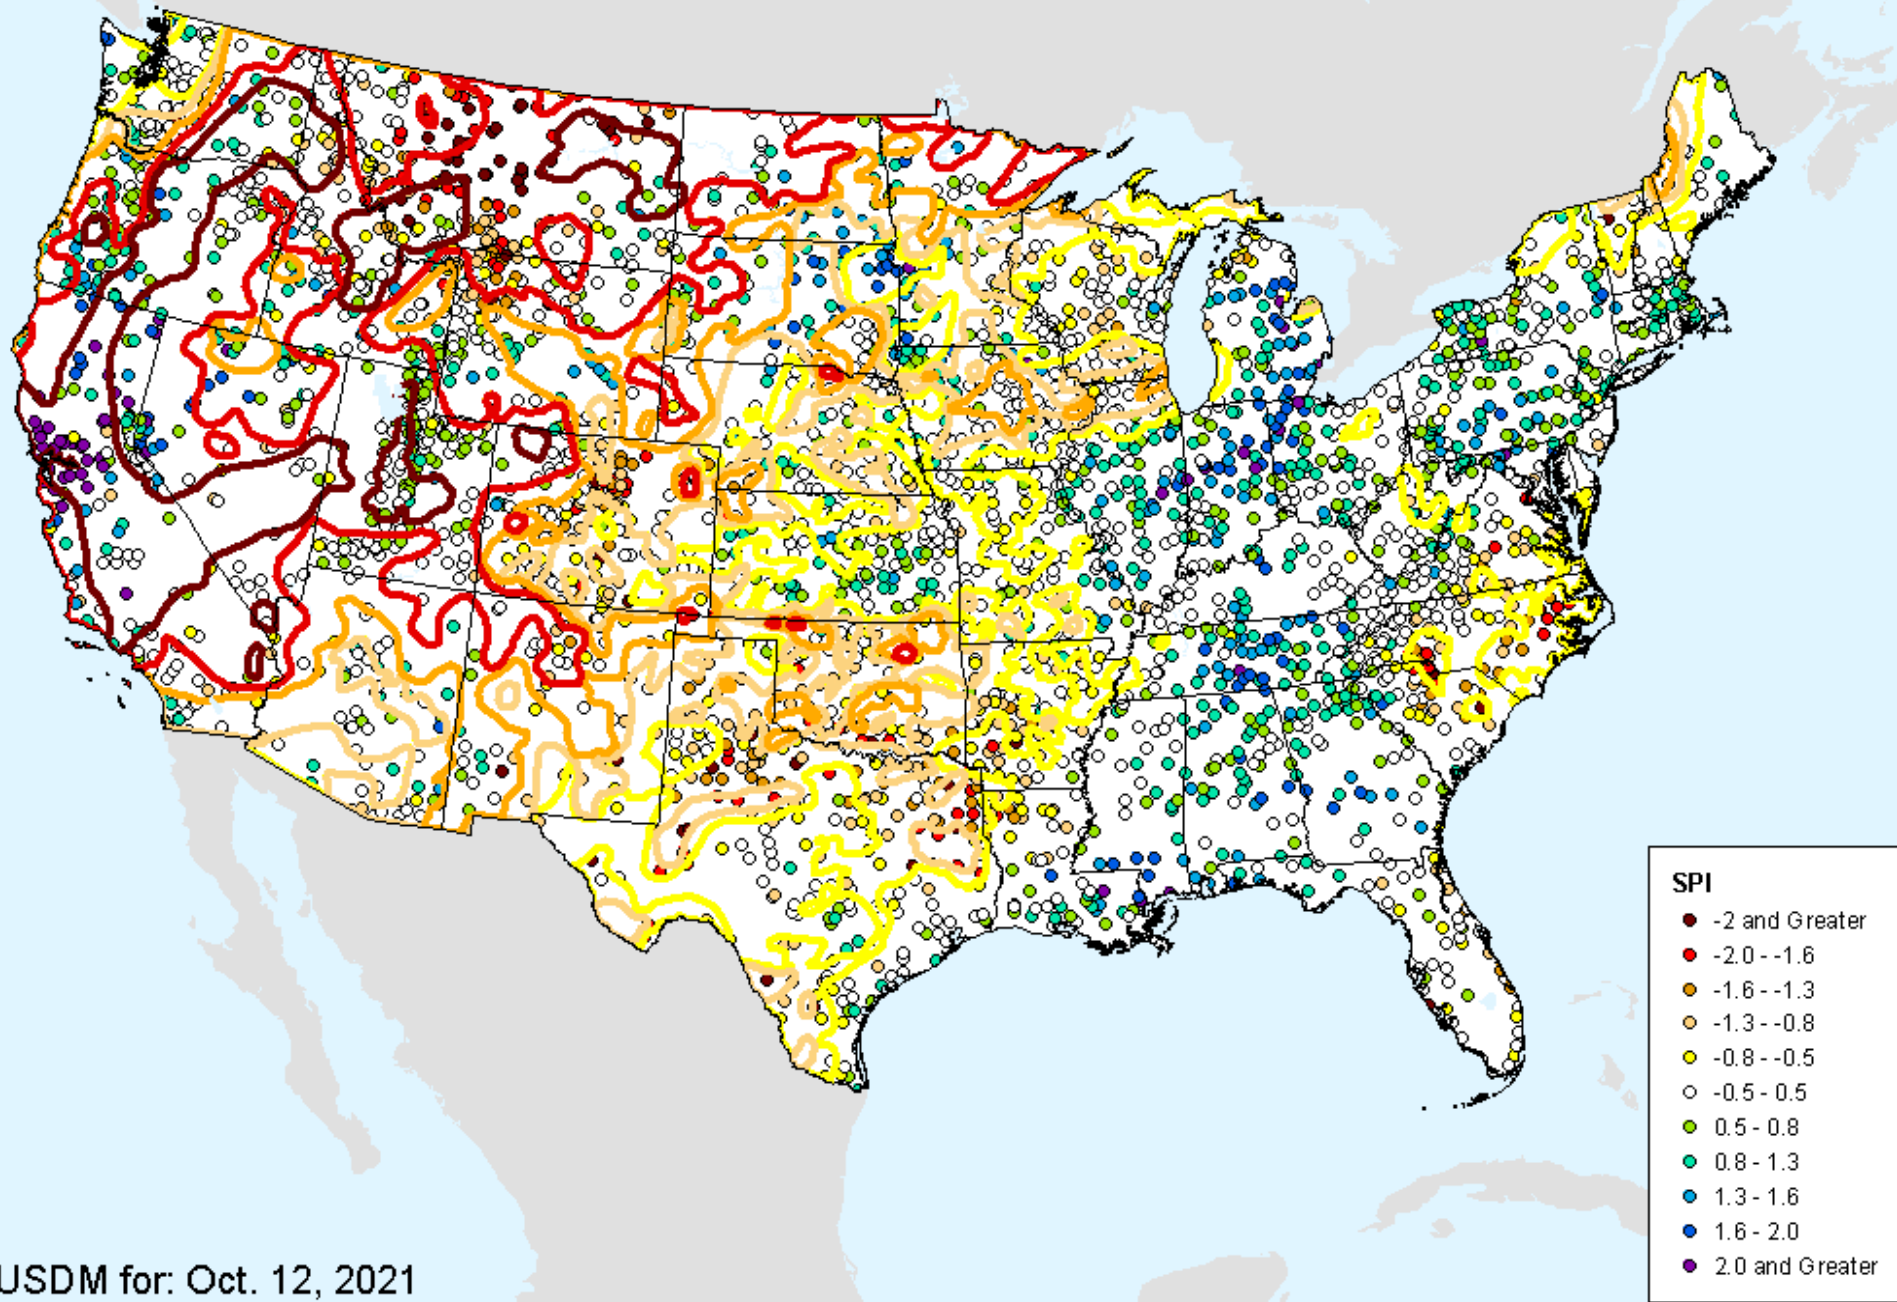 SPI
-2 and Greater
-2.0 - -1.6
-1.6 - -1.3
-1.3 - -0.8
-0.8 - -0.5
-0.5 - 0.5
0.5 - 0.8
0.8 - 1.3
1.3 - 1.6
1.6 - 2.0
2.0 and Greater
USDM for: Oct. 12, 2021